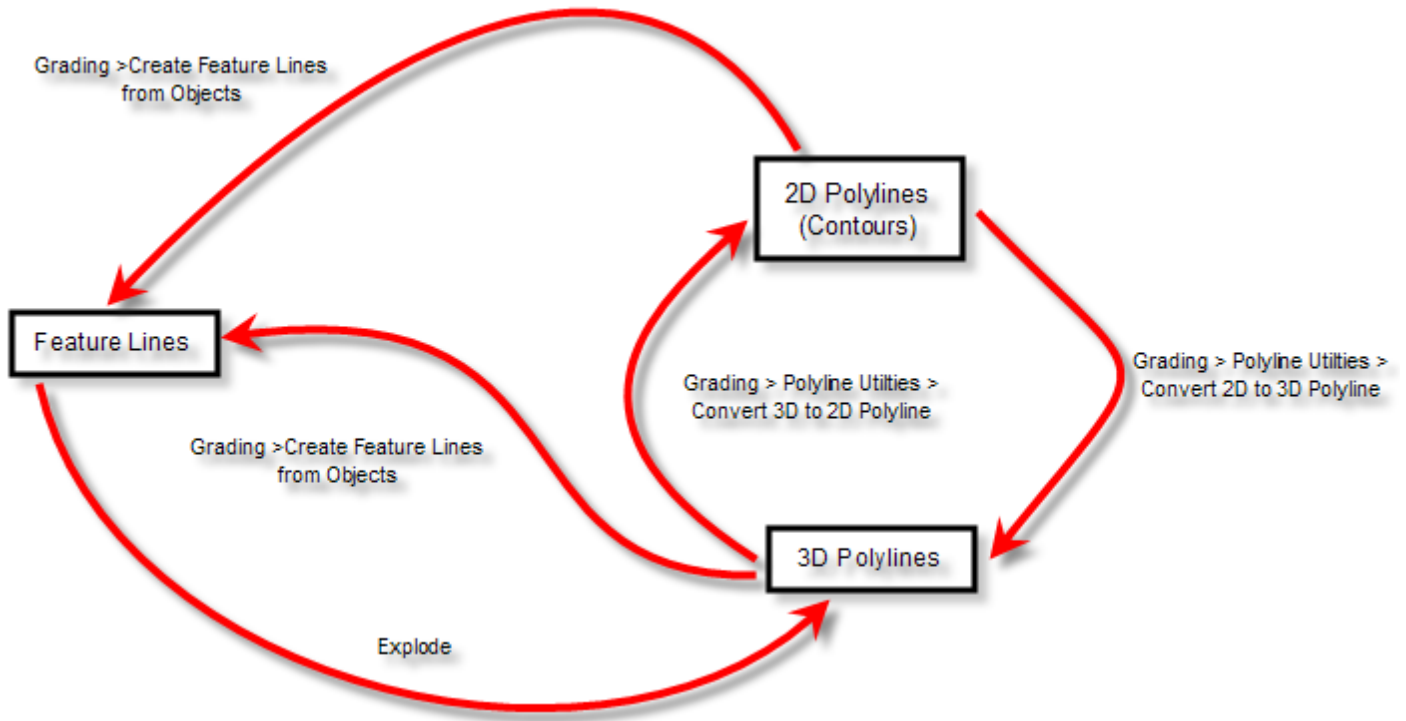 Grading >Create Feature Lines
from Objects
2D Polylines
(Contours)
Feature Lines
Grading > Polyline Utilties >
Convert 3D to 2D Polyline
Grading > Polyline Utilties >
Convert 2D to 3D Polyline
Grading >Create Feature Lines
from Objects
3D Polylines
Explode